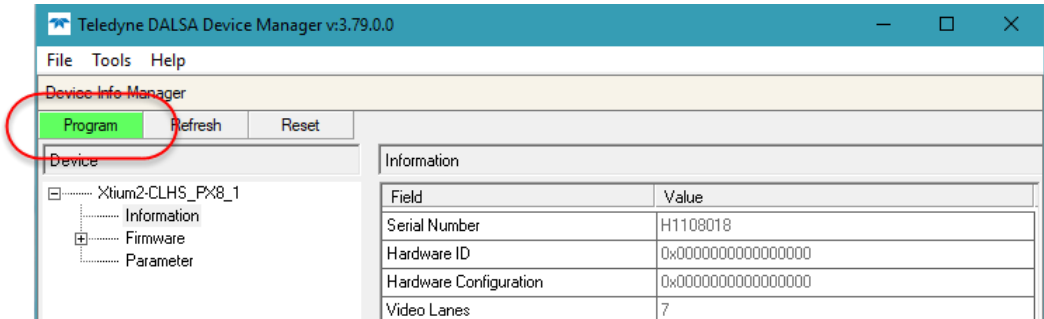 Teledyne DALSA Device Manager v:3.79.0.0
File Tools Help
Device Info Manager
Program Refresh Reset
Device
Information
Xtium2-CLHS_PX8_1
Information
Firmware
Parameter
Field Value
Serial Number H1108018
Hardware ID 0x0000000000000000
Hardware Configuration 0x0000000000000000
Video Lanes 7